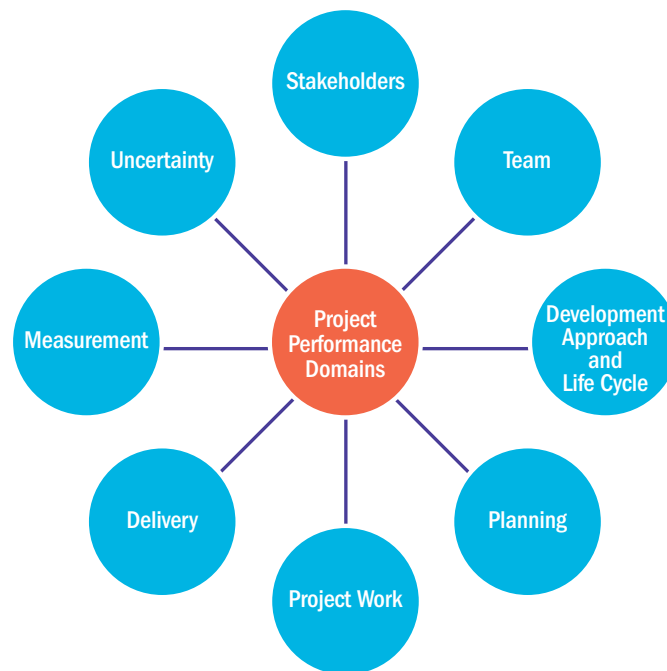 Stakeholders
Uncertainty
Team
Project
Performance
Domains
Measurement
Development
Approach
and
Life Cycle
Delivery
Planning
Project Work